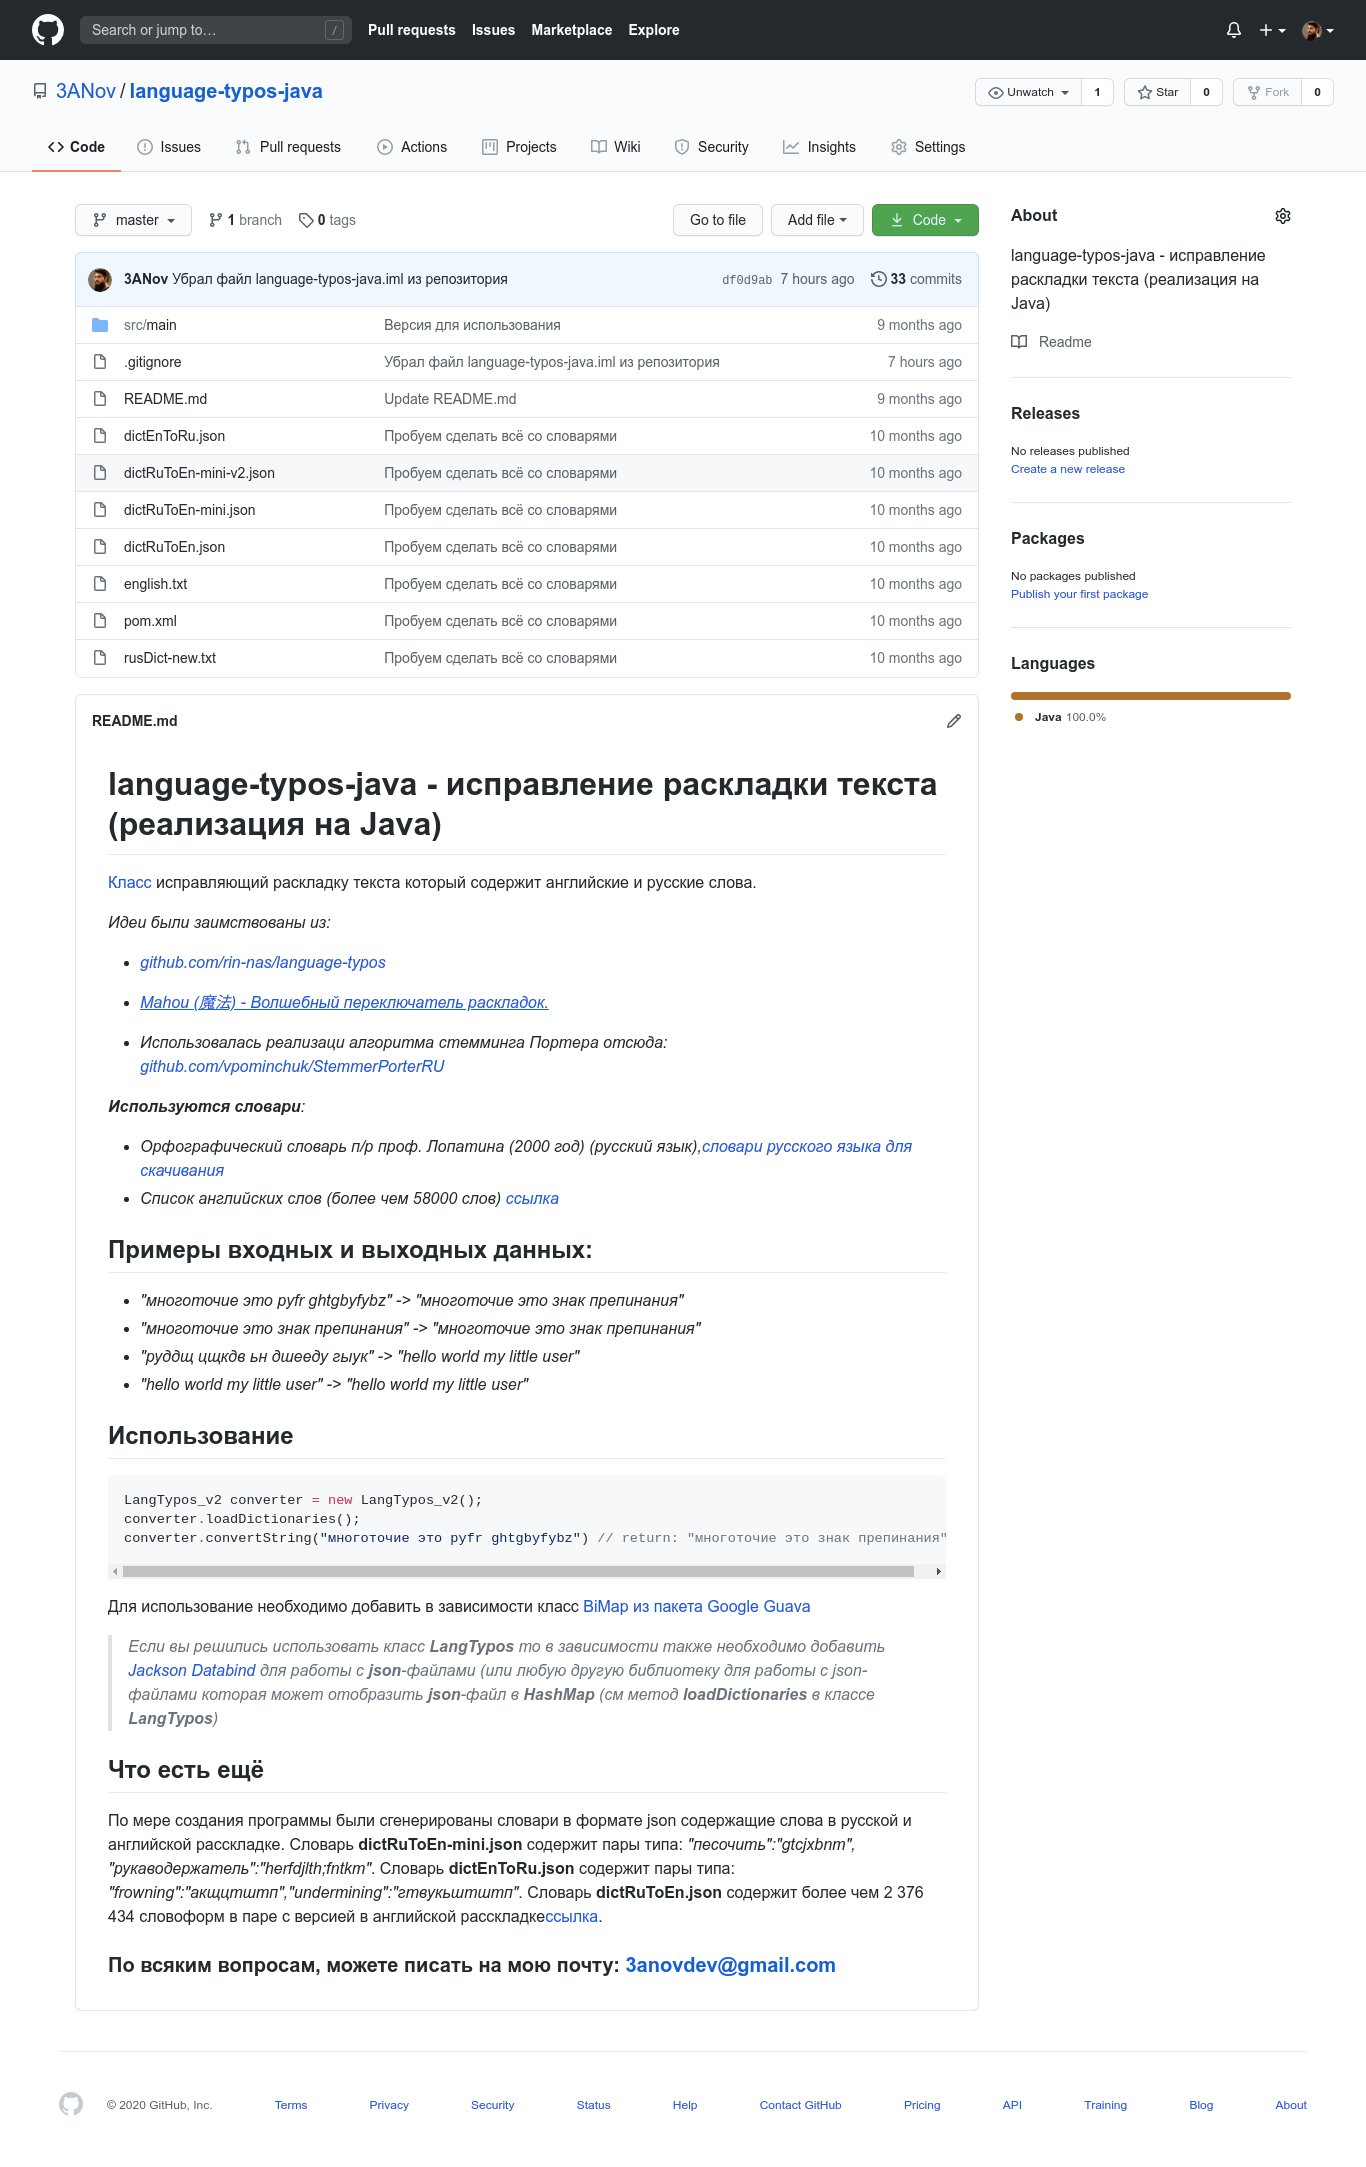 Search or jump to… / Pull requests Issues Marketplace Explore
3ANov / language-typos-java Unwatch 1 Star 0 Fork 0
Code Issues Pull requests Actions Projects Wiki Security Insights Settings
master 1 branch 0 tags Go to file Add file Code
3ANov Убрал файл language-typos-java.iml из репозитория df0d9ab 7 hours ago 33 commits
src/main Версия для использования 9 months ago
.gitignore Убрал файл language-typos-java.iml из репозитория 7 hours ago
README.md Update README.md 9 months ago
dictEnToRu.json Пробуем сделать всё со словарями 10 months ago
dictRuToEn-mini-v2.json Пробуем сделать всё со словарями 10 months ago
dictRuToEn-mini.json Пробуем сделать всё со словарями 10 months ago
dictRuToEn.json Пробуем сделать всё со словарями 10 months ago
english.txt Пробуем сделать всё со словарями 10 months ago
pom.xml Пробуем сделать всё со словарями 10 months ago
rusDict-new.txt Пробуем сделать всё со словарями 10 months ago
About
language-typos-java - исправление
раскладки текста (реализация на
Java)
Readme
Releases
No releases published
Create a new release
Packages
No packages published
Publish your first package
Languages
Java 100.0%
README.md
language-typos-java - исправление раскладки текста
(реализация на Java)
Класс исправляющий раскладку текста который содержит английские и русские слова.
Идеи были заимствованы из:
github.com/rin-nas/language-typos
Mahou (魔法) - Волшебный переключатель раскладок.
Использовалась реализаци алгоритма стемминга Портера отсюда:
github.com/vpominchuk/StemmerPorterRU
Используются словари:
Орфографический словарь п/р проф. Лопатина (2000 год) (русский язык),словари русского языка для
скачивания
Список английских слов (более чем 58000 слов) ссылка
Примеры входных и выходных данных:
"многоточие это pyfr ghtgbyfybz" -> "многоточие это знак препинания"
"многоточие это знак препинания" -> "многоточие это знак препинания"
"руддщ цщкдв ьн дшееду гыук" -> "hello world my little user"
"hello world my little user" -> "hello world my little user"
Использование
LangTypos_v2 converter = new LangTypos_v2();
converter.loadDictionaries();
converter.convertString("многоточие это pyfr ghtgbyfybz") // return: "многоточие это знак препинания"
Для использование необходимо добавить в зависимости класс BiMap из пакета Google Guava
Если вы решились использовать класс LangTypos то в зависимости также необходимо добавить
Jackson Databind для работы с json-файлами (или любую другую библиотеку для работы с json-
файлами которая может отобразить json-файл в HashMap (см метод loadDictionaries в классе
LangTypos)
Что есть ещё
По мере создания программы были сгенерированы словари в формате json содержащие слова в русской и
английской расскладке. Словарь dictRuToEn-mini.json содержит пары типа: "песочить":"gtcjxbnm",
"рукаводержатель":"herfdjlth;fntkm". Словарь dictEnToRu.json содержит пары типа:
"frowning":"акщцтштп","undermining":"гтвукьштштп". Словарь dictRuToEn.json содержит более чем 2 376
434 словоформ в паре с версией в английской расскладкессылка.
По всяким вопросам, можете писать на мою почту: 3anovdev@gmail.com
© 2020 GitHub, Inc. Terms Privacy Security Status Help Contact GitHub Pricing API Training Blog About